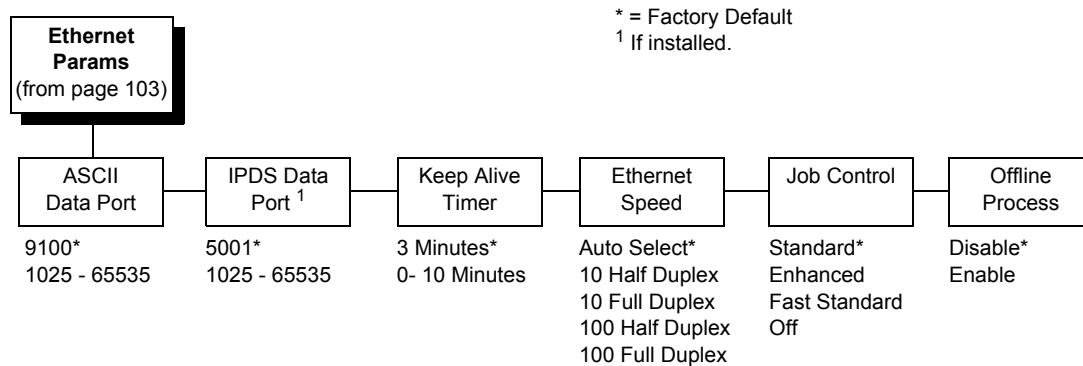 * = Factory Default
1 If installed.
Ethernet
Params
(from page 103)
ASCII
Data Port
9100*
1025 - 65535
IPDS Data
Port 1
5001*
1025 - 65535
Keep Alive
Timer
3 Minutes*
0- 10 Minutes
Ethernet
Speed
Auto Select*
10 Half Duplex
10 Full Duplex
100 Half Duplex
100 Full Duplex
Job Control
Standard*
Enhanced
Fast Standard
Off
Offline
Process
Disable*
Enable